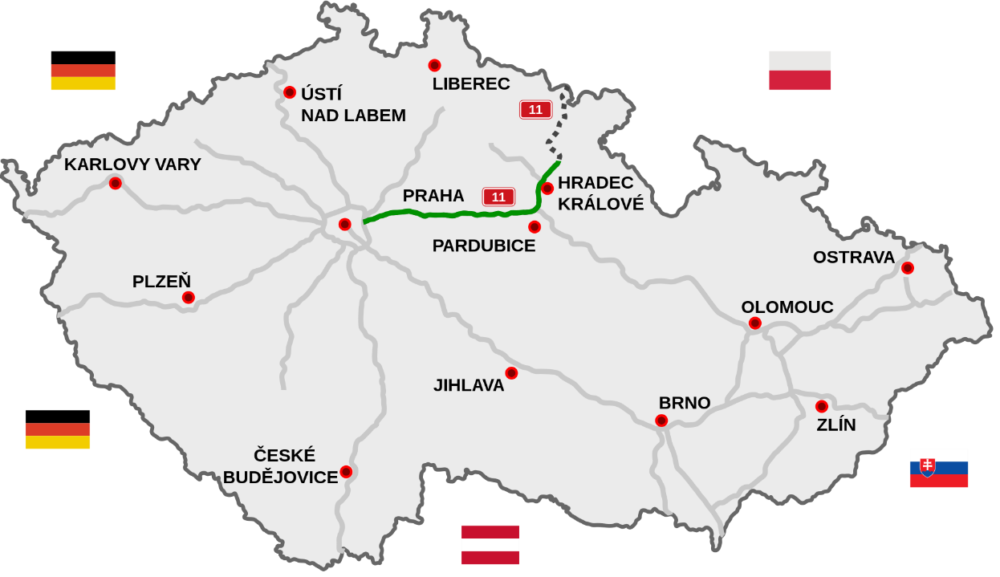 LIBEREC
ÚSTÍ
NAD LABEM
11
KARLOVY VARY
HRADEC
KRÁLOVÉ
PRAHA
11
PARDUBICE
OSTRAVA
PLZEŇ
OLOMOUC
JIHLAVA
BRNO
ZLÍN
ČESKÉ
BUDĚJOVICE